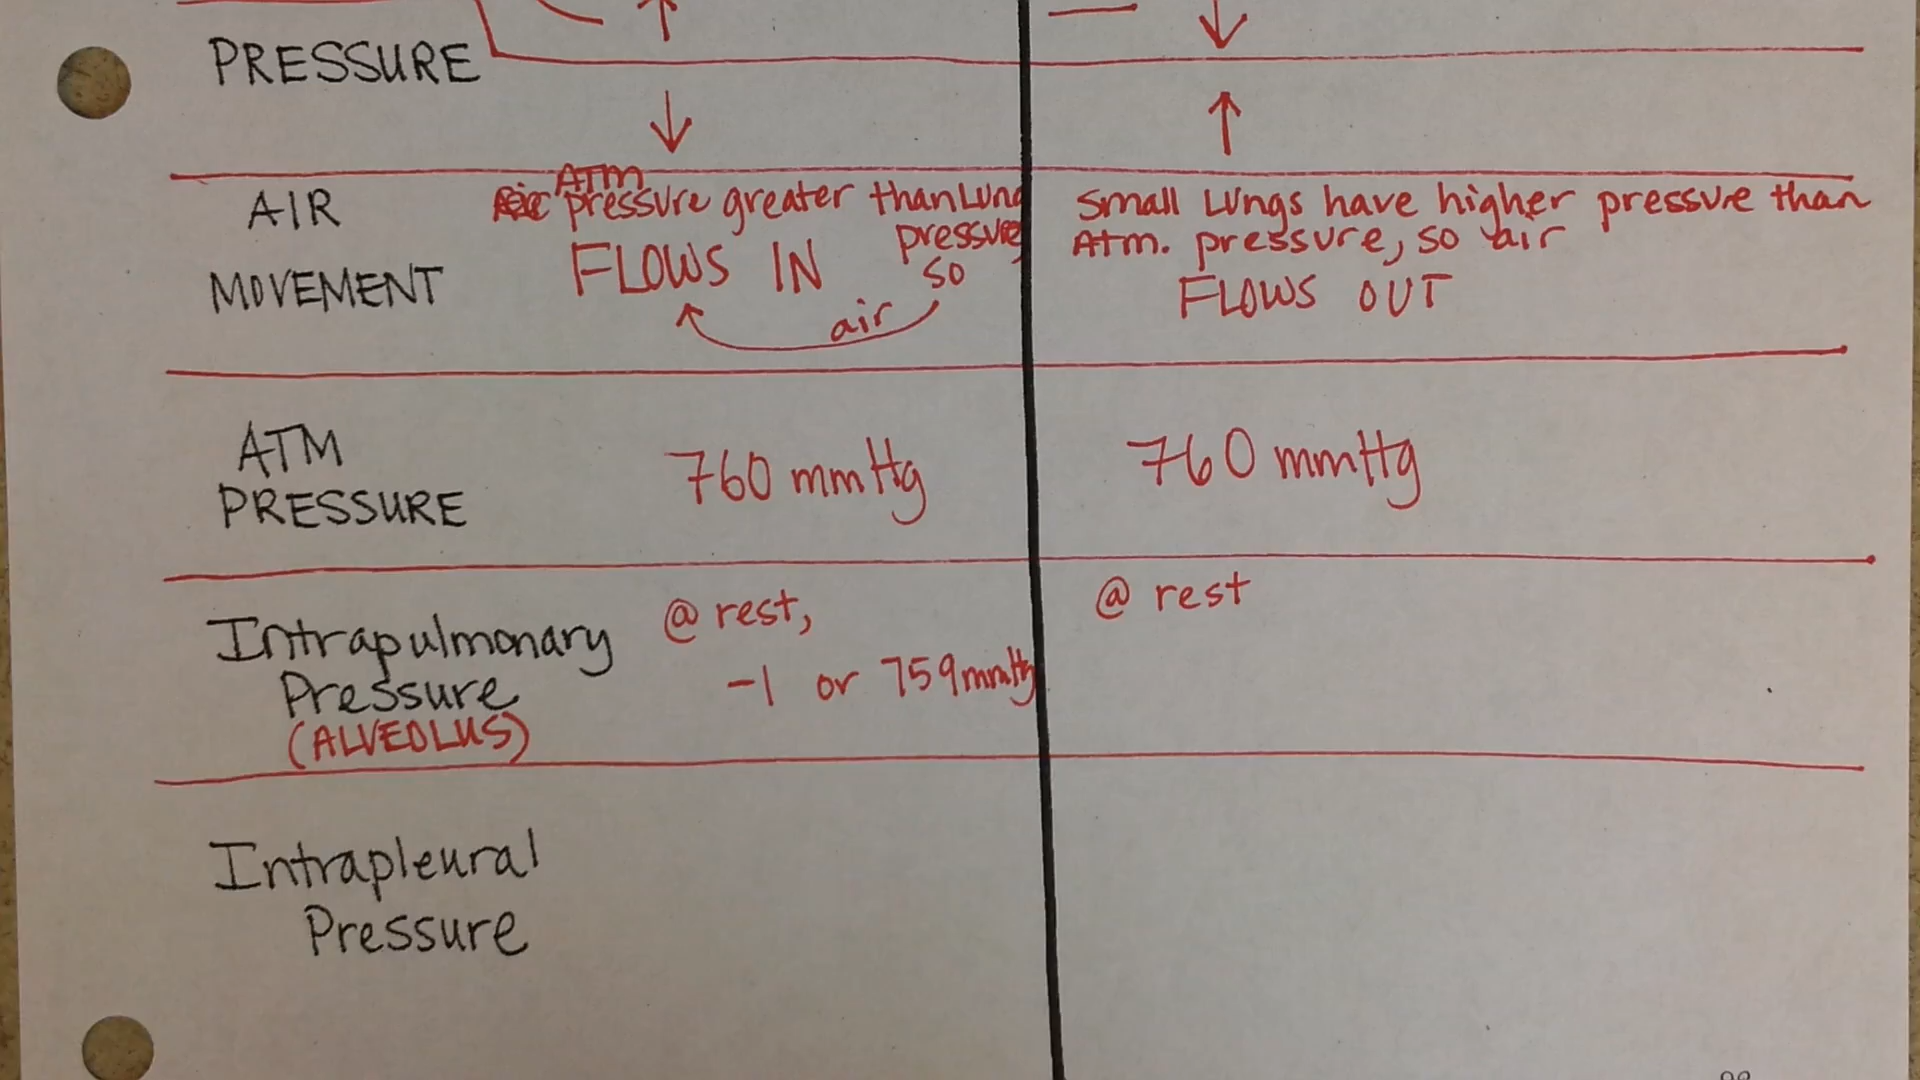 PRESSURE
↑
↓
↓
↑
AIR
MOVEMENT
ATM
pressure greater than Lung
pressure,
so
FLOWS IN
air
Small Lungs have higher pressure than
Atm. pressure, so air
FLOWS OUT
ATM
PRESSURE
760 mmHg
760 mmHg
Intrapulmonary
Pressure
(ALVEOLUS)
@ rest,
-1 or 759mmHg
@ rest
Intrapleural
Pressure